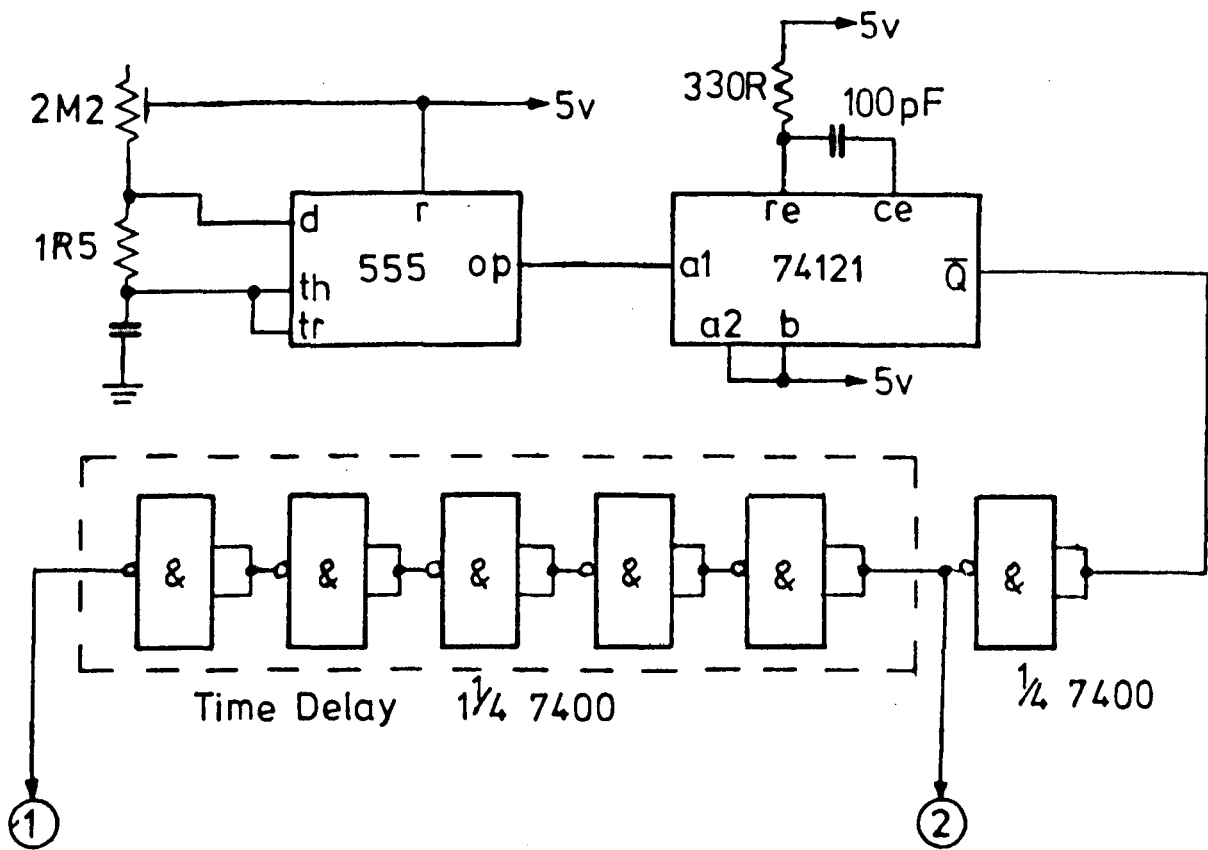 5v
330R
100pF
2M2
5v
re
ce
d
r
1R5
555
op
a1
74121
Q̅
th
tr
a2
b
5v
&
&
&
&
&
&
Time Delay 1¼ 7400
¼ 7400
1
2